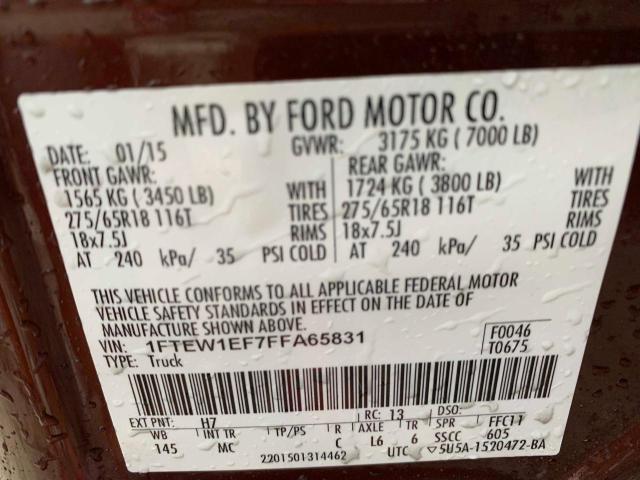 MFD. BY FORD MOTOR CO.
DATE: 01/15 GVWR: 3175 KG ( 7000 LB)
FRONT GAWR: REAR GAWR:
1565 KG ( 3450 LB) WITH 1724 KG ( 3800 LB) WITH
275/65R18 116T TIRES 275/65R18 116T TIRES
18x7.5J RIMS 18x7.5J RIMS
AT 240 kPa/ 35 PSI COLD AT 240 kPa/ 35 PSI COLD
THIS VEHICLE CONFORMS TO ALL APPLICABLE FEDERAL MOTOR
VEHICLE SAFETY STANDARDS IN EFFECT ON THE DATE OF
MANUFACTURE SHOWN ABOVE.
VIN: 1FTEW1EF7FFA65831 F0046
TYPE: Truck T0675
EXT PNT: H7 RC: 13 DSO:
WB INT TR TP/PS R AXLE TR SPR FFC11
145 MC C L6 6 SSCC 605
2201501314462 UTC 5U5A-1520472-BA